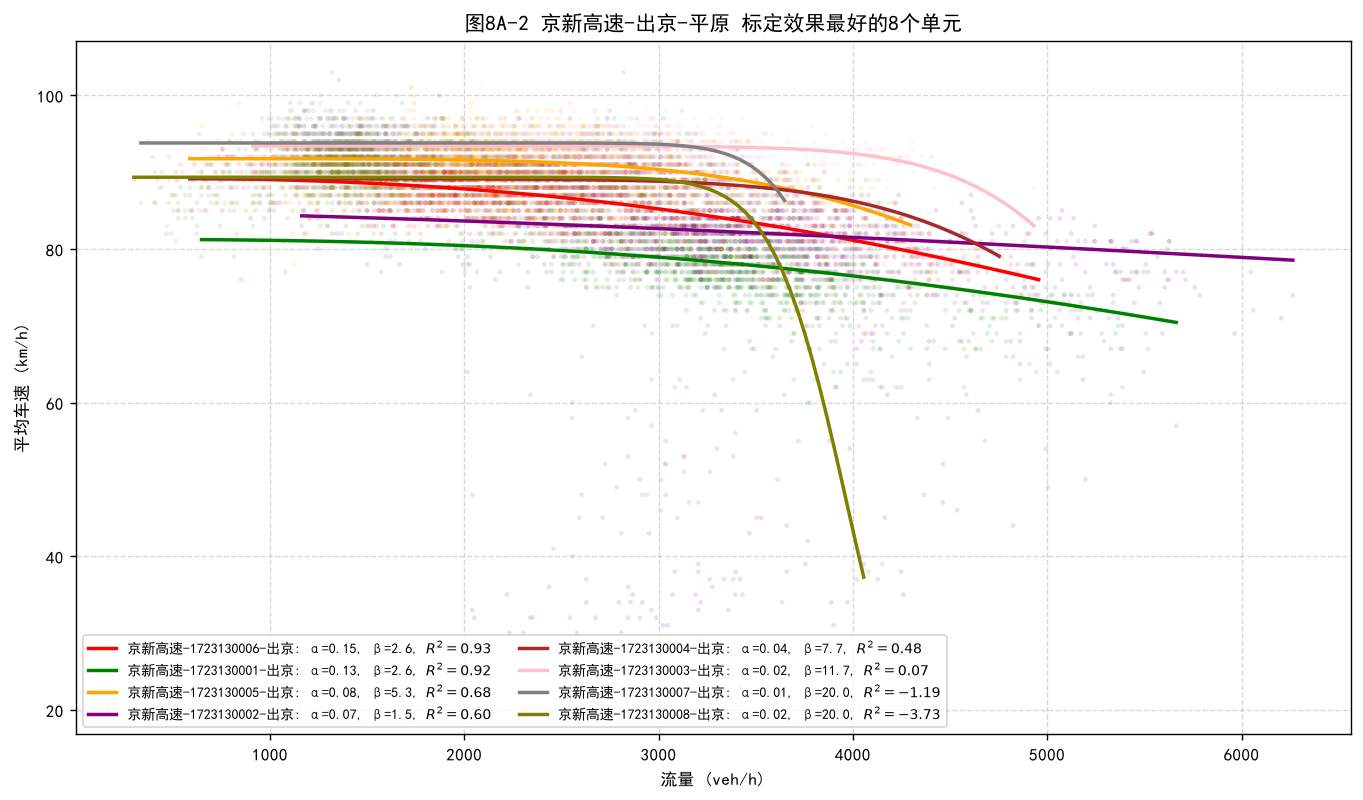 图8A-2 京新高速-出京-平原 标定效果最好的8个单元
平均车速 (km/h)
100
80
60
40
20
京新高速-1723130006-出京: α=0.15, β=2.6, R² = 0.93
京新高速-1723130001-出京: α=0.13, β=2.6, R² = 0.92
京新高速-1723130005-出京: α=0.08, β=5.3, R² = 0.68
京新高速-1723130002-出京: α=0.07, β=1.5, R² = 0.60
京新高速-1723130004-出京: α=0.04, β=7.7, R² = 0.48
京新高速-1723130003-出京: α=0.02, β=11.7, R² = 0.07
京新高速-1723130007-出京: α=0.01, β=20.0, R² = −1.19
京新高速-1723130008-出京: α=0.02, β=20.0, R² = −3.73
1000 2000 3000 4000 5000 6000
流量 (veh/h)